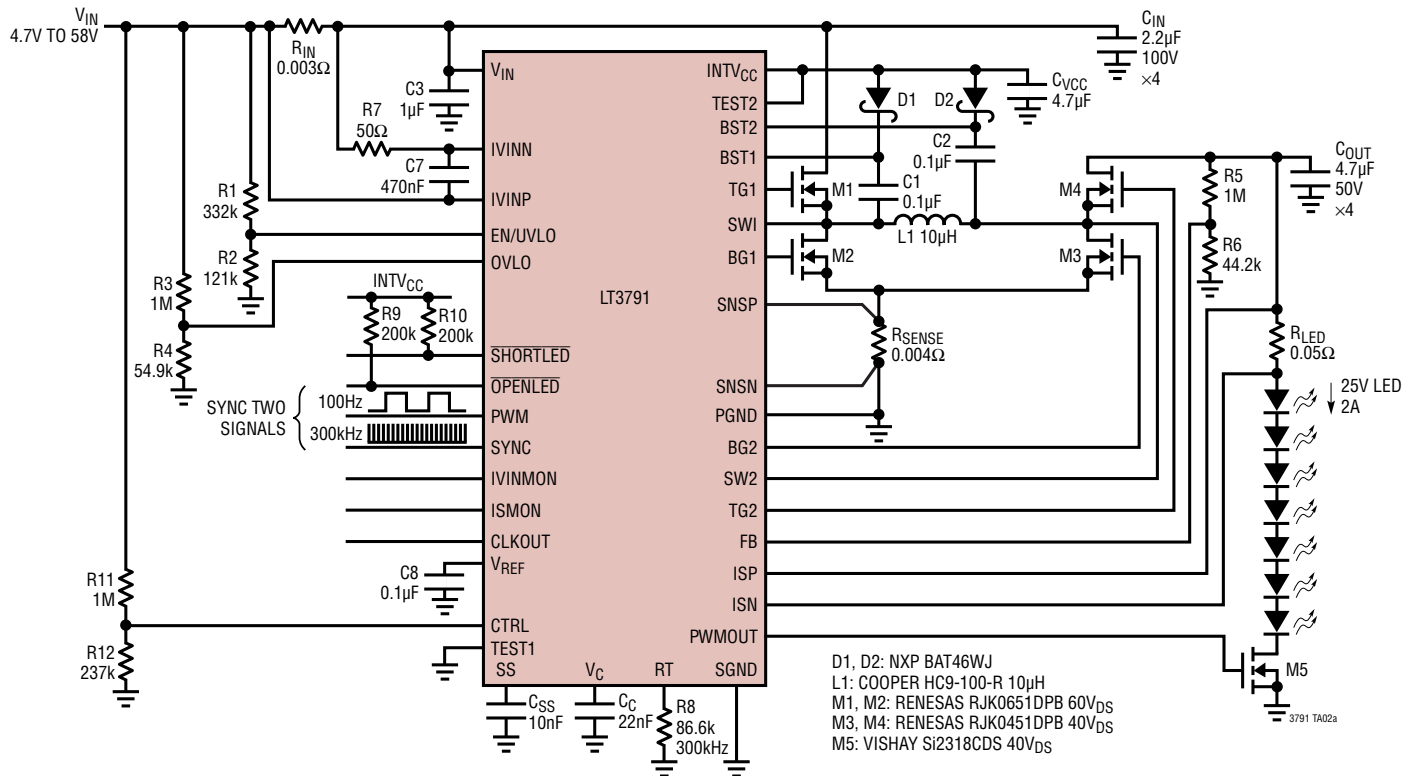 VIN
4.7V TO 58V
RIN
0.003Ω
CIN
2.2µF
100V
×4
VIN
C3
1µF
R7
50Ω
IVINN
C7
470nF
IVINP
R1
332k
EN/UVLO
R2
121k
OVLO
R3
1M
R4
54.9k
INTVCC
R9
200k
R10
200k
SHORTLED
OPENLED
SYNC TWO
SIGNALS
100Hz
PWM
300kHz
SYNC
IVINMON
ISMON
CLKOUT
VREF
C8
0.1µF
R11
1M
CTRL
TEST1
R12
237k
SS
VC
RT
SGND
CSS
10nF
CC
22nF
R8
86.6k
300kHz
LT3791
INTVCC
TEST2
BST2
BST1
TG1
SWI
BG1
SNSP
SNSN
PGND
BG2
SW2
TG2
FB
ISP
ISN
PWMOUT
D1
D2
CVCC
4.7µF
C2
0.1µF
C1
0.1µF
M1
M2
L1 10µH
M4
M3
RSENSE
0.004Ω
R5
1M
R6
44.2k
COUT
4.7µF
50V
×4
RLED
0.05Ω
25V LED
2A
M5
D1, D2: NXP BAT46WJ
L1: COOPER HC9-100-R 10µH
M1, M2: RENESAS RJK0651DPB 60VDS
M3, M4: RENESAS RJK0451DPB 40VDS
M5: VISHAY Si2318CDS 40VDS
3791 TA02a